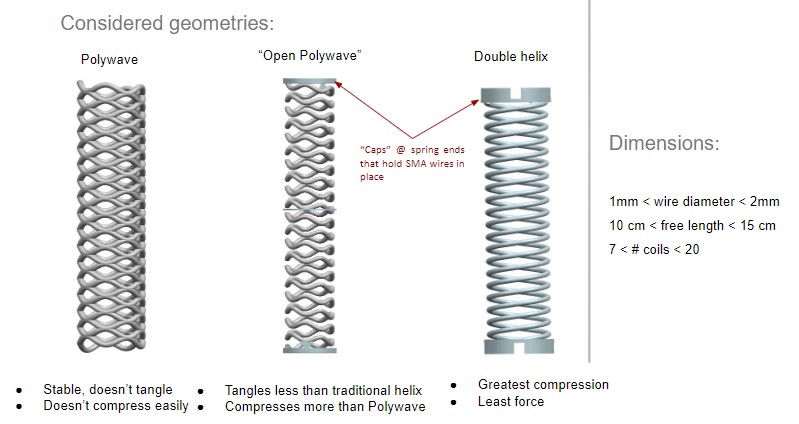 Considered geometries:
Polywave
“Open Polywave”
Double helix
“Caps” @ spring ends
that hold SMA wires in
place
Dimensions:
1mm < wire diameter < 2mm
10 cm < free length < 15 cm
7 < # coils < 20
• Stable, doesn’t tangle
• Doesn’t compress easily
• Tangles less than traditional helix
• Compresses more than Polywave
• Greatest compression
• Least force